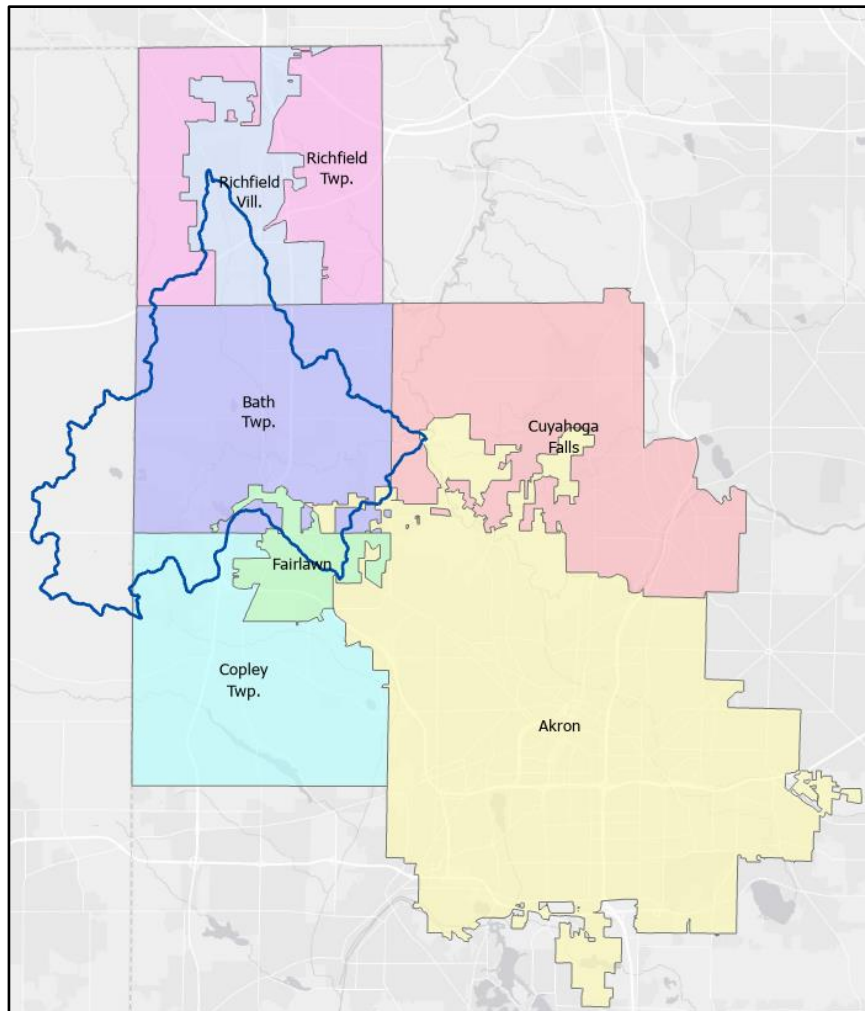 Richfield
Twp.
Richfield
Vill.
Bath
Twp.
Cuyahoga
Falls
Fairlawn
Copley
Twp.
Akron